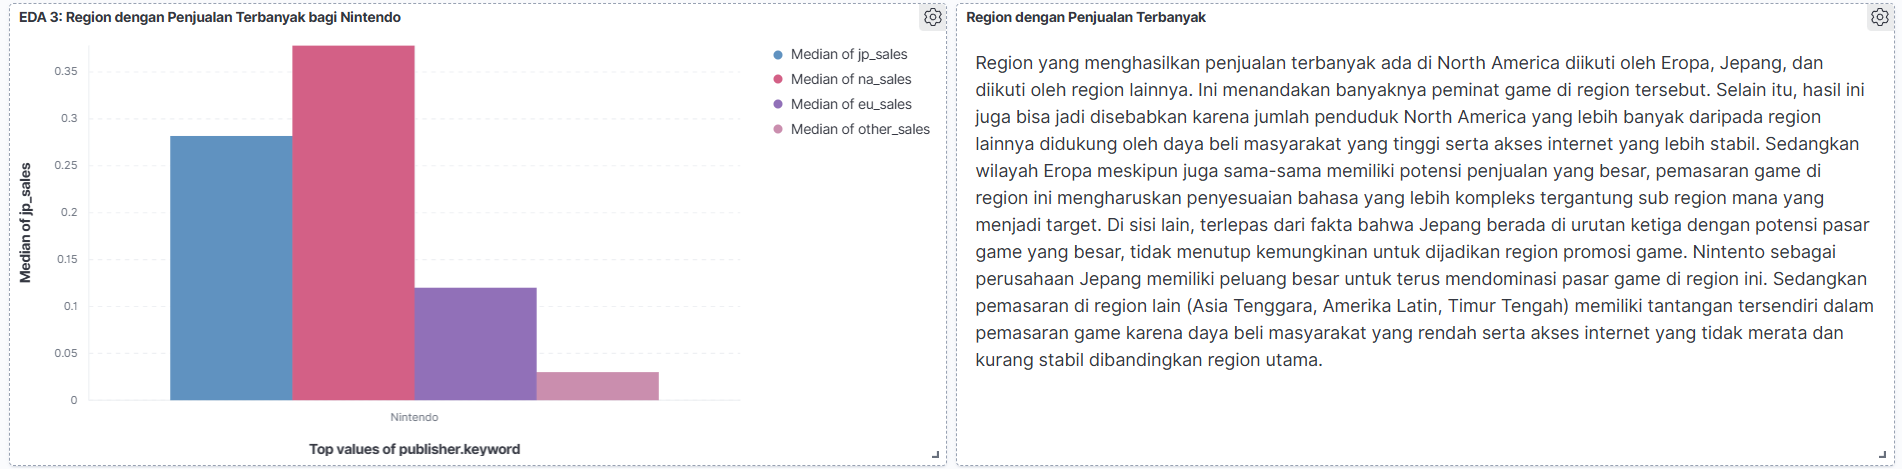 EDA 3: Region dengan Penjualan Terbanyak bagi Nintendo
Median of jp_sales
0.35
0.3
0.25
0.2
0.15
0.1
0.05
0
Nintendo
Top values of publisher.keyword
Median of jp_sales
Median of na_sales
Median of eu_sales
Median of other_sales
Region dengan Penjualan Terbanyak
Region yang menghasilkan penjualan terbanyak ada di North America diikuti oleh Eropa, Jepang, dan
diikuti oleh region lainnya. Ini menandakan banyaknya peminat game di region tersebut. Selain itu, hasil ini
juga bisa jadi disebabkan karena jumlah penduduk North America yang lebih banyak daripada region
lainnya didukung oleh daya beli masyarakat yang tinggi serta akses internet yang lebih stabil. Sedangkan
wilayah Eropa meskipun juga sama-sama memiliki potensi penjualan yang besar, pemasaran game di
region ini mengharuskan penyesuaian bahasa yang lebih kompleks tergantung sub region mana yang
menjadi target. Di sisi lain, terlepas dari fakta bahwa Jepang berada di urutan ketiga dengan potensi pasar
game yang besar, tidak menutup kemungkinan untuk dijadikan region promosi game. Nintento sebagai
perusahaan Jepang memiliki peluang besar untuk terus mendominasi pasar game di region ini. Sedangkan
pemasaran di region lain (Asia Tenggara, Amerika Latin, Timur Tengah) memiliki tantangan tersendiri dalam
pemasaran game karena daya beli masyarakat yang rendah serta akses internet yang tidak merata dan
kurang stabil dibandingkan region utama.